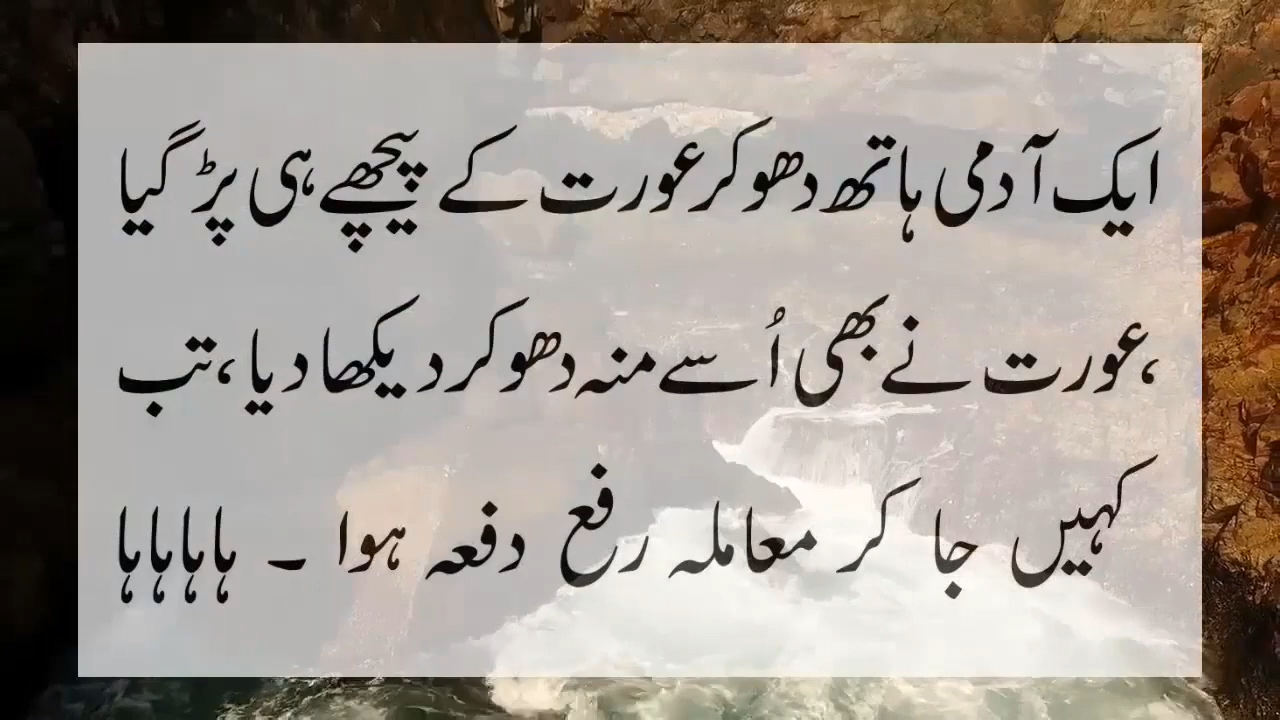 ایک آدمی ہاتھ دھو کر عورت کے پیچھے ہی پڑ گیا
،عورت نے بھی اُسے منہ دھو کر دیکھا دیا، تب
کہیں جا کر معاملہ رفع دفعہ ہوا ۔ ہاہاہاہا